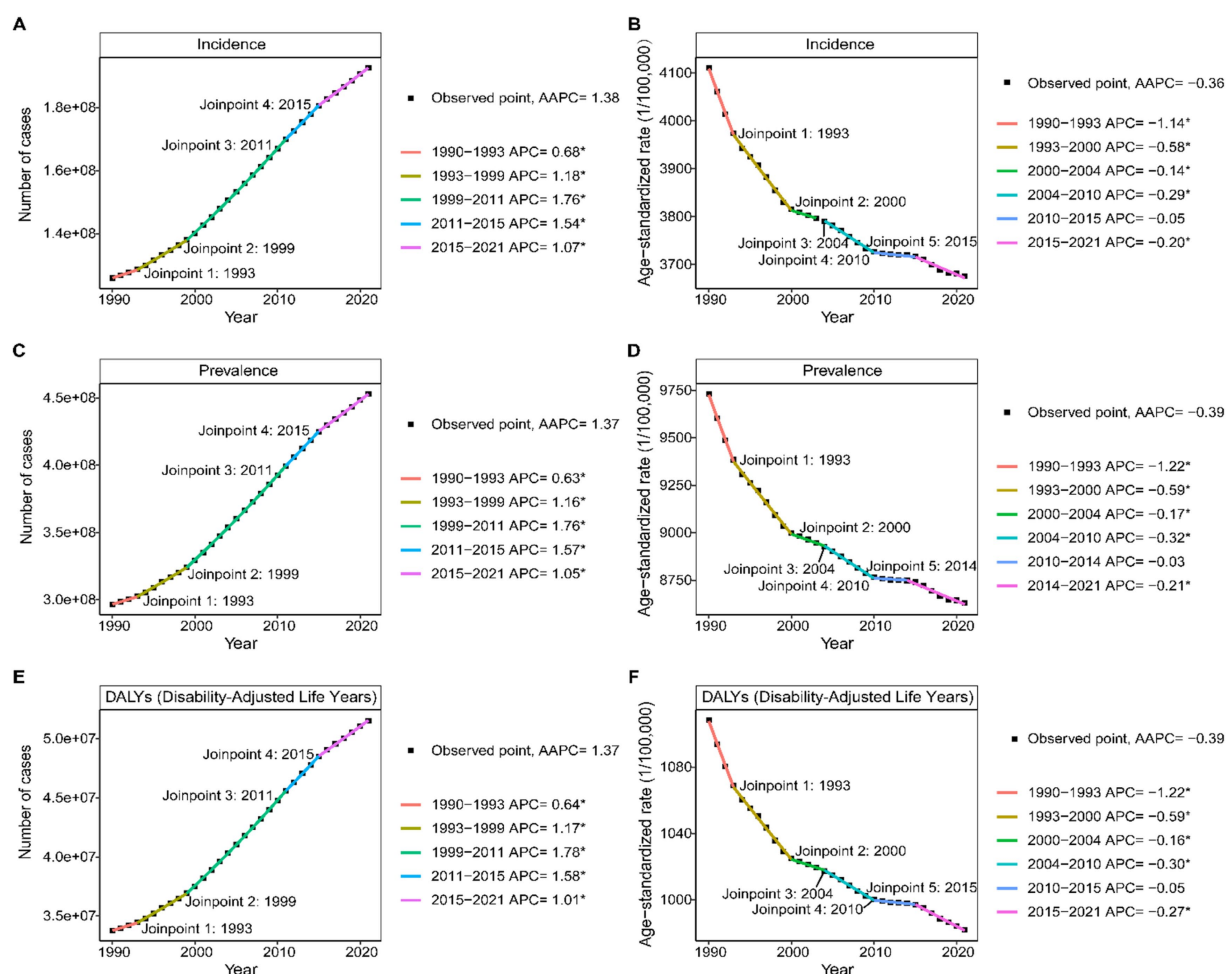 A
Incidence
Number of cases
1.8e+08
1.6e+08
1.4e+08
Joinpoint 4: 2015
Joinpoint 3: 2011
Joinpoint 2: 1999
Joinpoint 1: 1993
1990
2000
2010
2020
Year
Observed point, AAPC= 1.38
1990−1993 APC= 0.68*
1993−1999 APC= 1.18*
1999−2011 APC= 1.76*
2011−2015 APC= 1.54*
2015−2021 APC= 1.07*
B
Incidence
Age−standardized rate (1/100,000)
4100
4000
3900
3800
3700
Joinpoint 1: 1993
Joinpoint 2: 2000
Joinpoint 3: 2004
Joinpoint 5: 2015
Joinpoint 4: 2010
1990
2000
2010
2020
Year
Observed point, AAPC= −0.36
1990−1993 APC= −1.14*
1993−2000 APC= −0.58*
2000−2004 APC= −0.14*
2004−2010 APC= −0.29*
2010−2015 APC= −0.05
2015−2021 APC= −0.20*
C
Prevalence
Number of cases
4.5e+08
4.0e+08
3.5e+08
3.0e+08
Joinpoint 4: 2015
Joinpoint 3: 2011
Joinpoint 2: 1999
Joinpoint 1: 1993
1990
2000
2010
2020
Year
Observed point, AAPC= 1.37
1990−1993 APC= 0.63*
1993−1999 APC= 1.16*
1999−2011 APC= 1.76*
2011−2015 APC= 1.57*
2015−2021 APC= 1.05*
D
Prevalence
Age−standardized rate (1/100,000)
9750
9500
9250
9000
8750
Joinpoint 1: 1993
Joinpoint 2: 2000
Joinpoint 3: 2004
Joinpoint 5: 2014
Joinpoint 4: 2010
1990
2000
2010
2020
Year
Observed point, AAPC= −0.39
1990−1993 APC= −1.22*
1993−2000 APC= −0.59*
2000−2004 APC= −0.17*
2004−2010 APC= −0.32*
2010−2014 APC= −0.03
2014−2021 APC= −0.21*
E
DALYs (Disability−Adjusted Life Years)
Number of cases
5.0e+07
4.5e+07
4.0e+07
3.5e+07
Joinpoint 4: 2015
Joinpoint 3: 2011
Joinpoint 2: 1999
Joinpoint 1: 1993
1990
2000
2010
2020
Year
Observed point, AAPC= 1.37
1990−1993 APC= 0.64*
1993−1999 APC= 1.17*
1999−2011 APC= 1.78*
2011−2015 APC= 1.58*
2015−2021 APC= 1.01*
F
DALYs (Disability−Adjusted Life Years)
Age−standardized rate (1/100,000)
1080
1040
1000
Joinpoint 1: 1993
Joinpoint 2: 2000
Joinpoint 3: 2004
Joinpoint 5: 2015
Joinpoint 4: 2010
1990
2000
2010
2020
Year
Observed point, AAPC= −0.39
1990−1993 APC= −1.22*
1993−2000 APC= −0.59*
2000−2004 APC= −0.16*
2004−2010 APC= −0.30*
2010−2015 APC= −0.05
2015−2021 APC= −0.27*